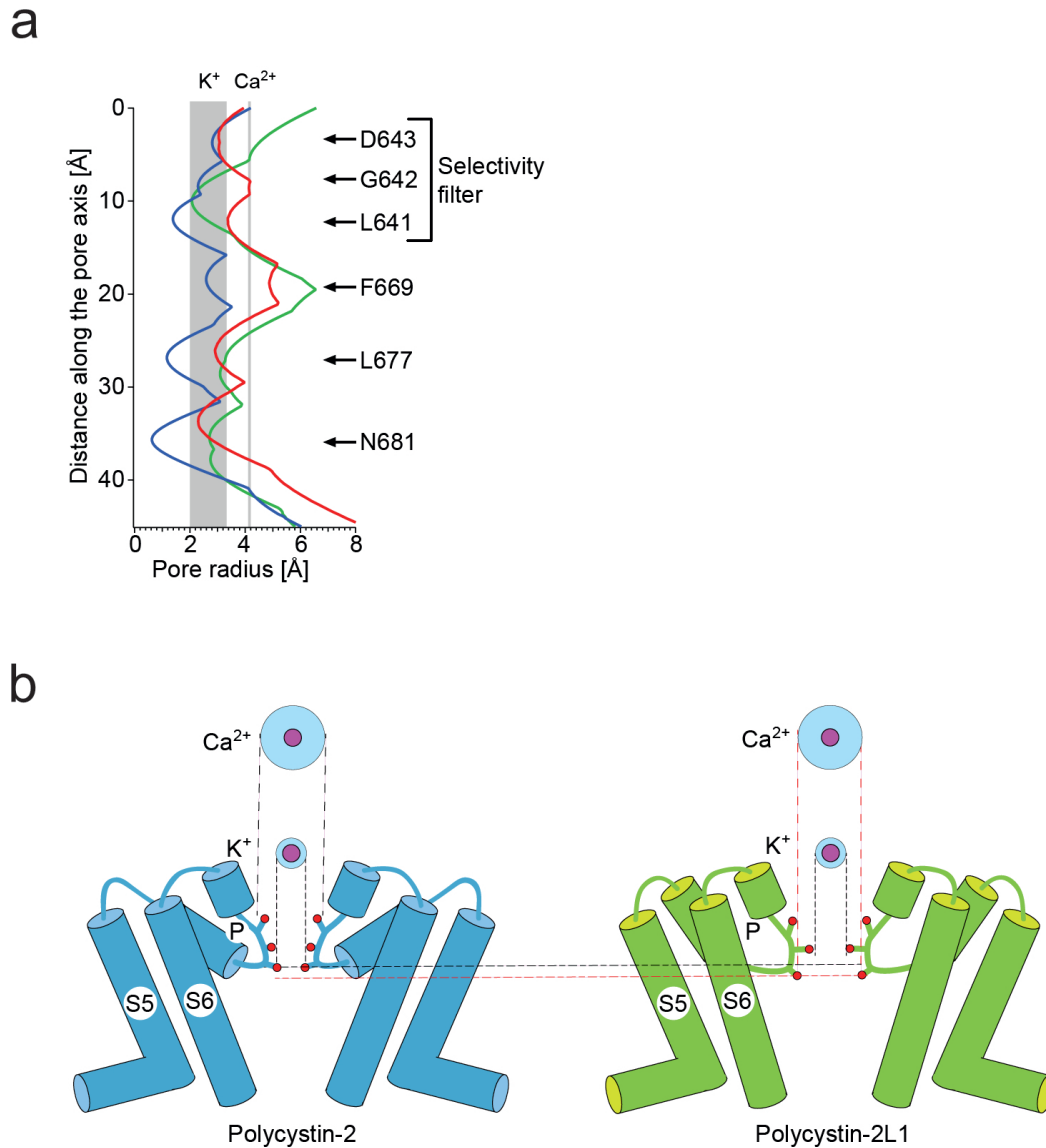 a
K+ Ca2+
0
10
20
30
40
Distance along the pore axis [Å]
D643
G642
L641
Selectivity
filter
F669
L677
N681
0 2 4 6 8
Pore radius [Å]
b
Ca2+ Ca2+
K+ K+
P P
S5 S6 S5 S6
Polycystin-2 Polycystin-2L1